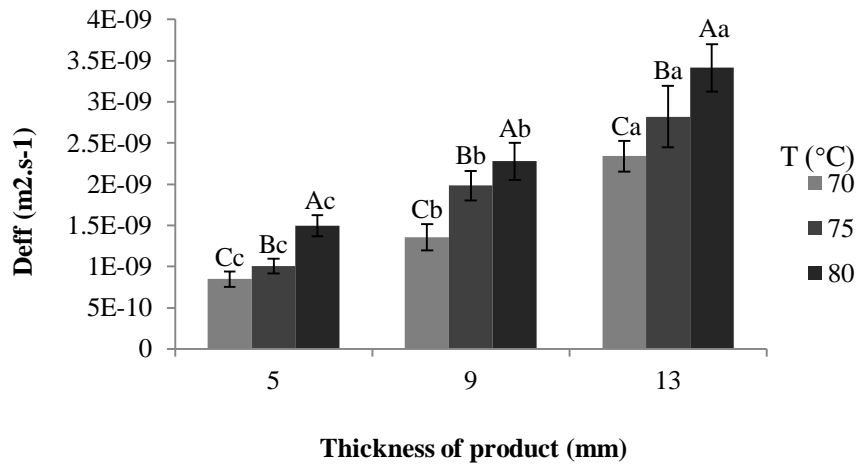 4E-09
3.5E-09
3E-09
2.5E-09
2E-09
1.5E-09
1E-09
5E-10
0
Deff (m2.s-1)
Cc
Bc
Ac
Cb
Bb
Ab
Ca
Ba
Aa
5
9
13
Thickness of product (mm)
T (°C)
70
75
80